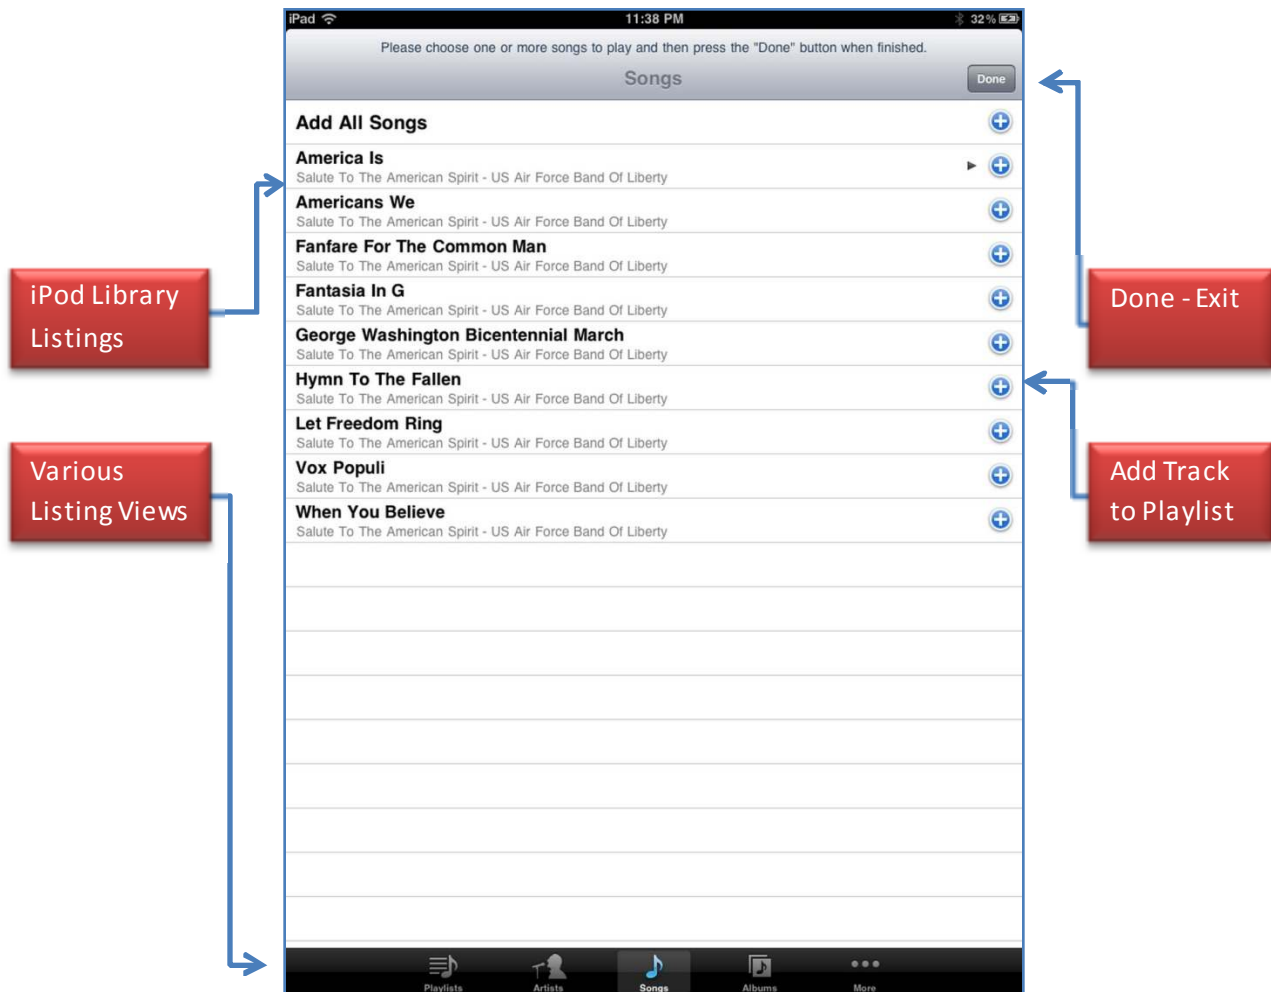 iPad
11:38 PM
32%
Please choose one or more songs to play and then press the "Done" button when finished.
Songs
Done
Add All Songs
America Is
Salute To The American Spirit - US Air Force Band Of Liberty
Americans We
Salute To The American Spirit - US Air Force Band Of Liberty
Fanfare For The Common Man
Salute To The American Spirit - US Air Force Band Of Liberty
Fantasia In G
Salute To The American Spirit - US Air Force Band Of Liberty
George Washington Bicentennial March
Salute To The American Spirit - US Air Force Band Of Liberty
Hymn To The Fallen
Salute To The American Spirit - US Air Force Band Of Liberty
Let Freedom Ring
Salute To The American Spirit - US Air Force Band Of Liberty
Vox Populi
Salute To The American Spirit - US Air Force Band Of Liberty
When You Believe
Salute To The American Spirit - US Air Force Band Of Liberty
Playlists
Artists
Songs
Albums
More
iPod Library
Listings
Various
Listing Views
Done - Exit
Add Track
to Playlist